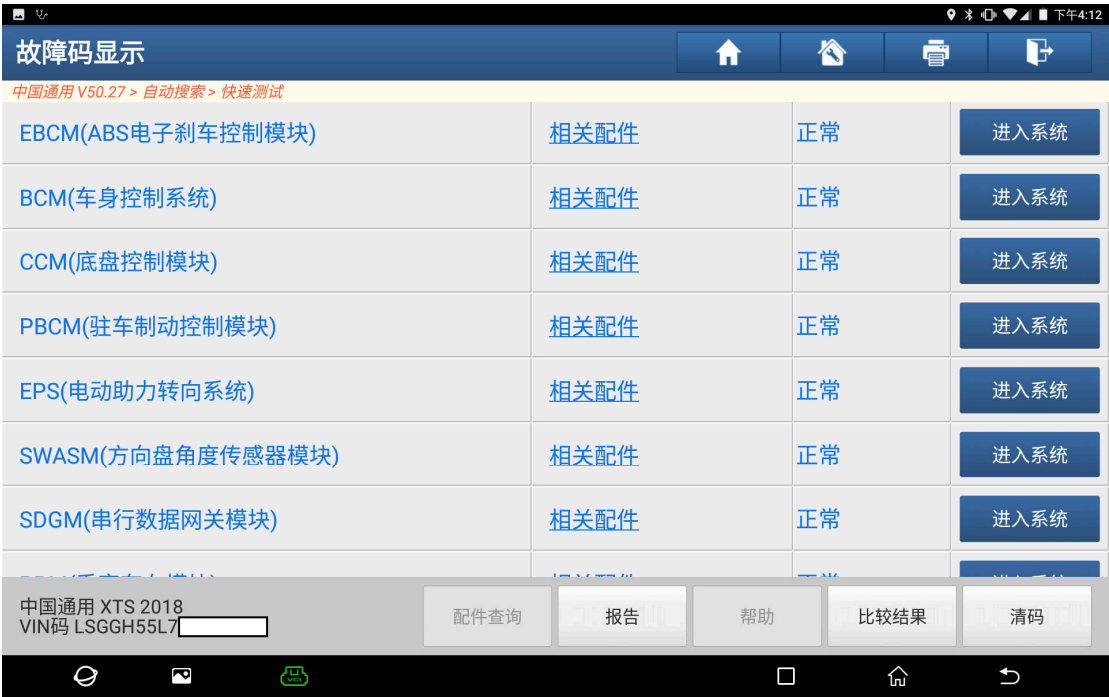 下午4:12
故障码显示
中国通用 V50.27 > 自动搜索 > 快速测试
EBCM(ABS电子刹车控制模块) 相关配件 正常 进入系统
BCM(车身控制系统) 相关配件 正常 进入系统
CCM(底盘控制模块) 相关配件 正常 进入系统
PBCM(驻车制动控制模块) 相关配件 正常 进入系统
EPS(电动助力转向系统) 相关配件 正常 进入系统
SWASM(方向盘角度传感器模块) 相关配件 正常 进入系统
SDGM(串行数据网关模块) 相关配件 正常 进入系统
中国通用 XTS 2018
VIN码 LSGGH55L7
配件查询 报告 帮助 比较结果 清码
VCI